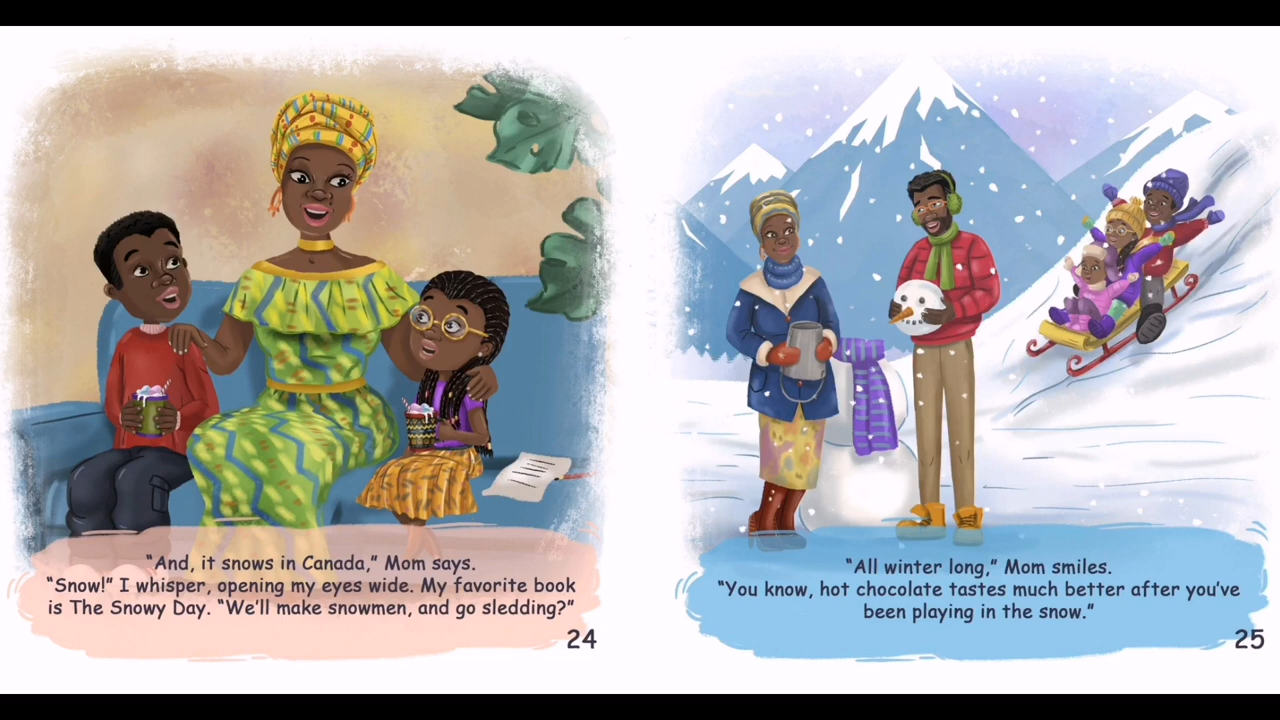 “And, it snows in Canada,” Mom says.
“Snow!” I whisper, opening my eyes wide. My favorite book
is The Snowy Day. “We’ll make snowmen, and go sledding?”
24
“All winter long,” Mom smiles.
“You know, hot chocolate tastes much better after you’ve
been playing in the snow.”
25